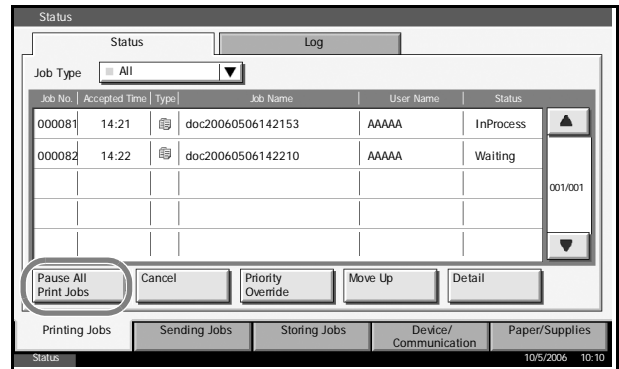 Status
Status Log
Job Type All
Job No. Accepted Time Type Job Name User Name Status
000081 14:21 doc20060506142153 AAAAA InProcess
000082 14:22 doc20060506142210 AAAAA Waiting
001/001
Pause All Cancel Priority Move Up Detail
Print Jobs Override
Printing Jobs Sending Jobs Storing Jobs Device/ Paper/Supplies
Communication
Status 10/5/2006 10:10